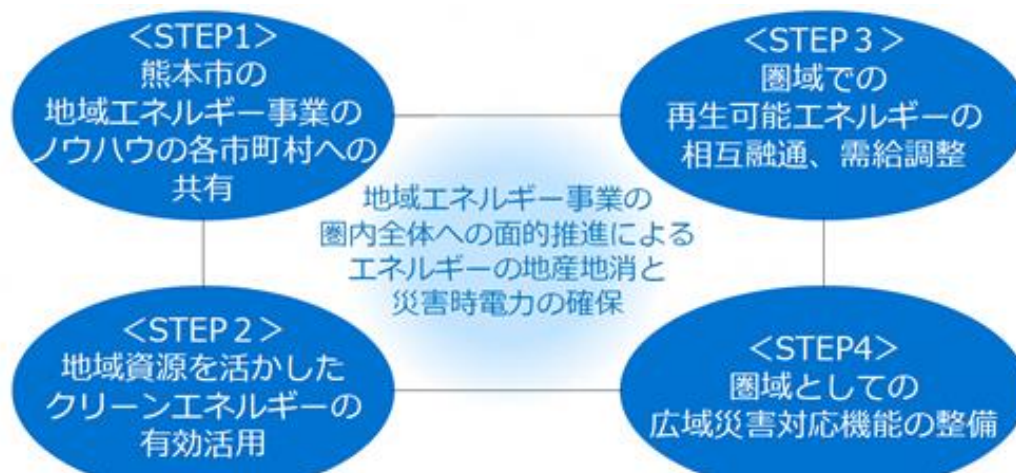 <STEP1>
熊本市の
地域エネルギー事業の
ノウハウの各市町村への
共有
<STEP２>
地域資源を活かした
クリーンエネルギーの
有効活用
<STEP３>
圏域での
再生可能エネルギーの
相互融通、需給調整
<STEP4>
圏域としての
広域災害対応機能の整備
地域エネルギー事業の
圏内全体への面的推進による
エネルギーの地産地消と
災害時電力の確保